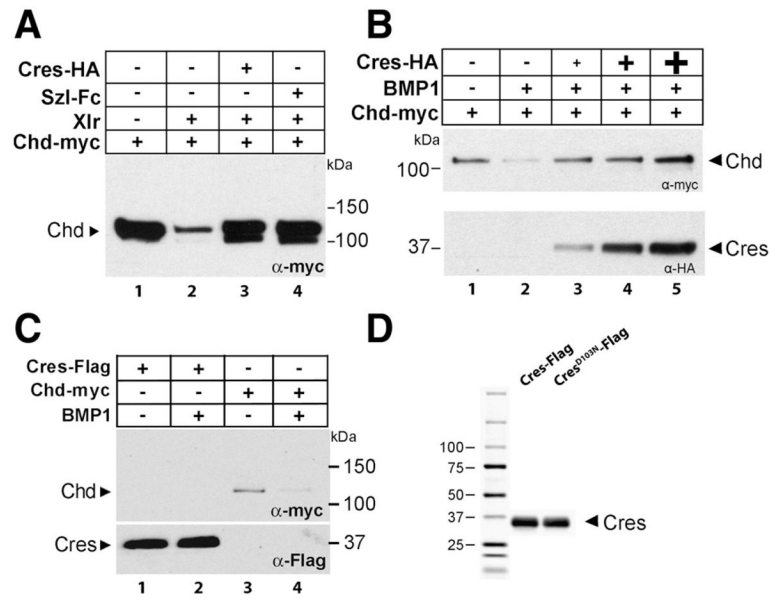 A
Cres-HA - - + -
Szl-Fc - - - +
Xlr - + + +
Chd-myc + + + +
kDa
-150
Chd ►
-100
α-myc
1 2 3 4
B
Cres-HA - - + + +
BMP1 - + + + +
Chd-myc + + + + +
kDa
100-
◄ Chd
α-myc
37-
◄ Cres
α-HA
1 2 3 4 5
C
Cres-Flag + + - -
Chd-myc - - + +
BMP1 - + - +
kDa
- 150
Chd ►
- 100
α-myc
Cres ►
- 37
α-Flag
1 2 3 4
D
Cres-Flag
Cres^D103N-Flag
100-
75-
50-
37-
◄ Cres
25-